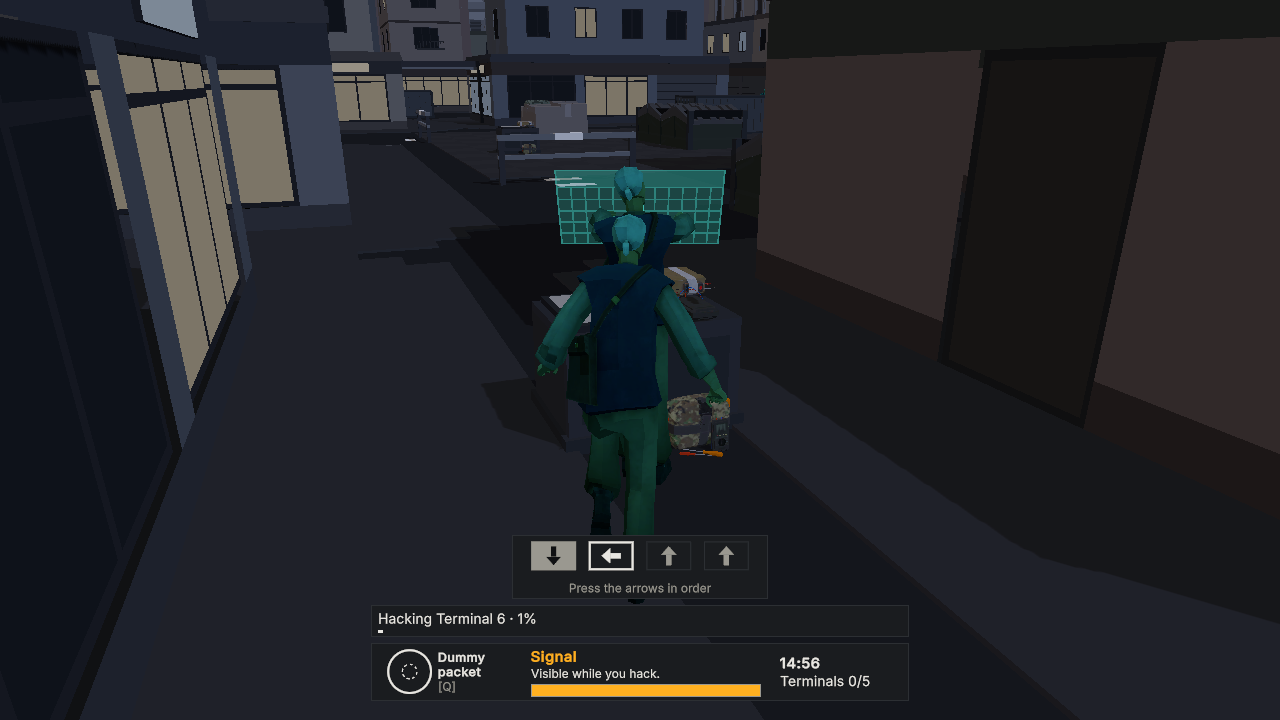 Press the arrows in order
Hacking Terminal 6 · 1%
Dummy
packet
[Q]
Signal
Visible while you hack.
14:56
Terminals 0/5